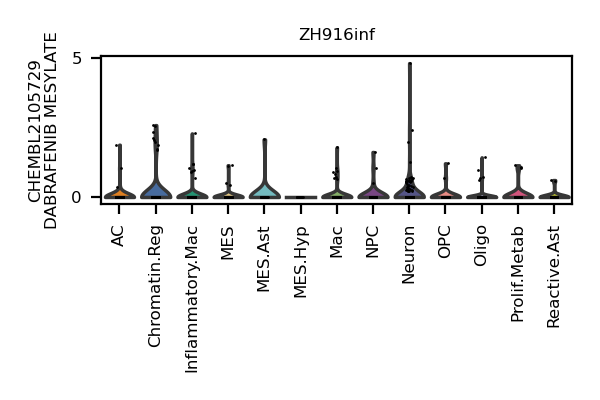 ZH916inf
CHEMBL2105729
DABRAFENIB MESYLATE
5
0
AC
Chromatin.Reg
Inflammatory.Mac
MES
MES.Ast
MES.Hyp
Mac
NPC
Neuron
OPC
Oligo
Prolif.Metab
Reactive.Ast